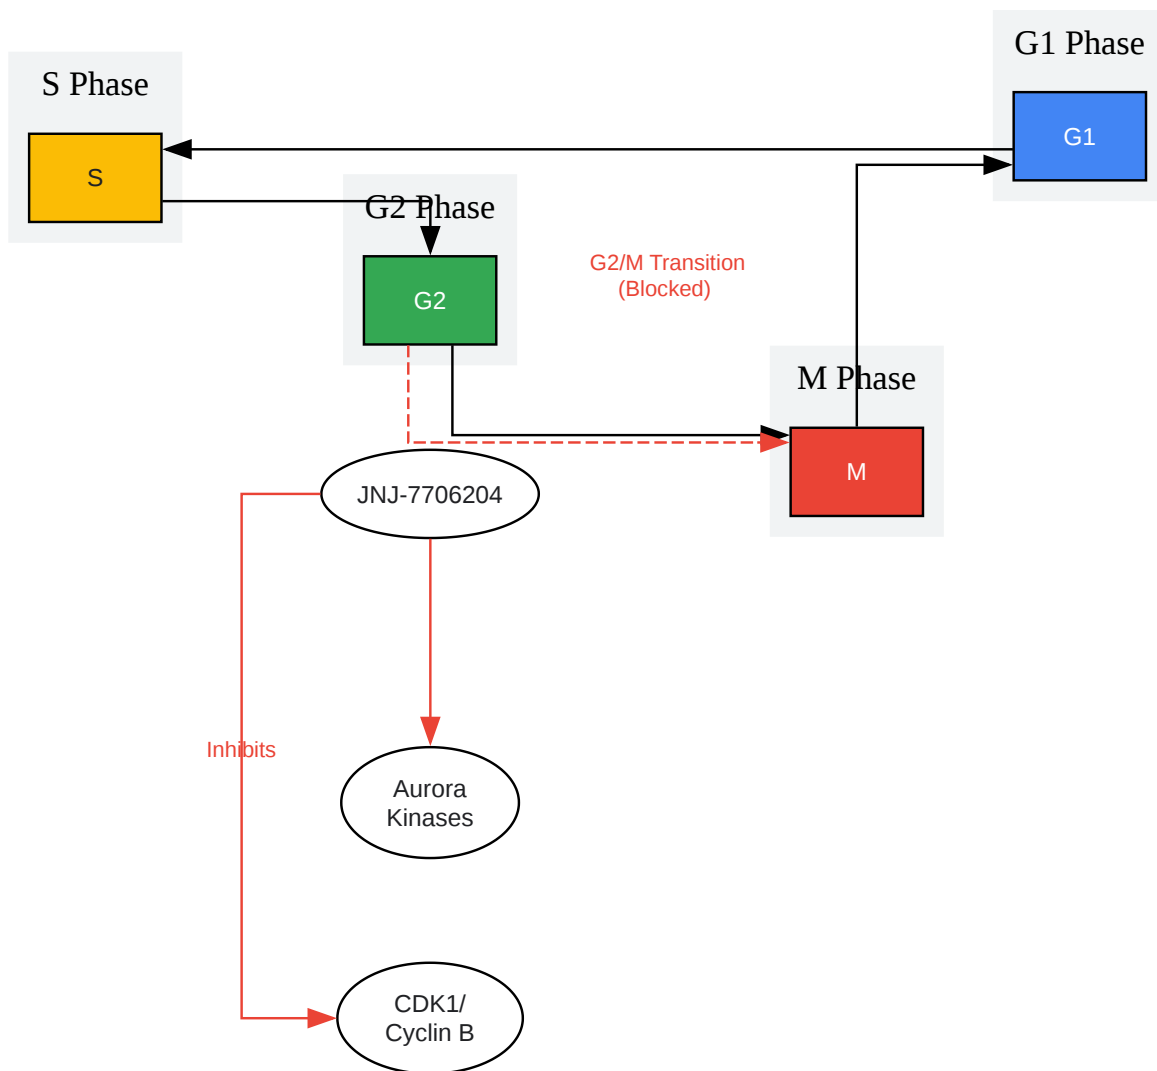 G1 Phase
G1
S Phase
S
G2 Phase
G2
G2/M Transition
(Blocked)
M Phase
M
JNJ-7706204
Inhibits
Aurora
Kinases
CDK1/
Cyclin B